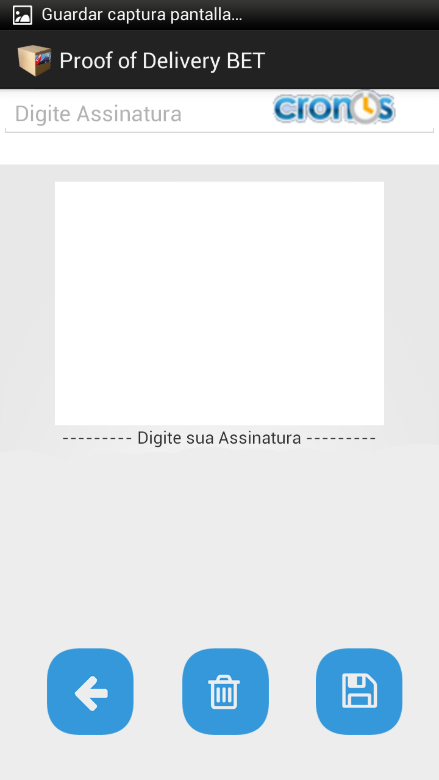 Guardar captura pantalla...
Proof of Delivery BET
Digite Assinatura
cronos
--------- Digite sua Assinatura ---------